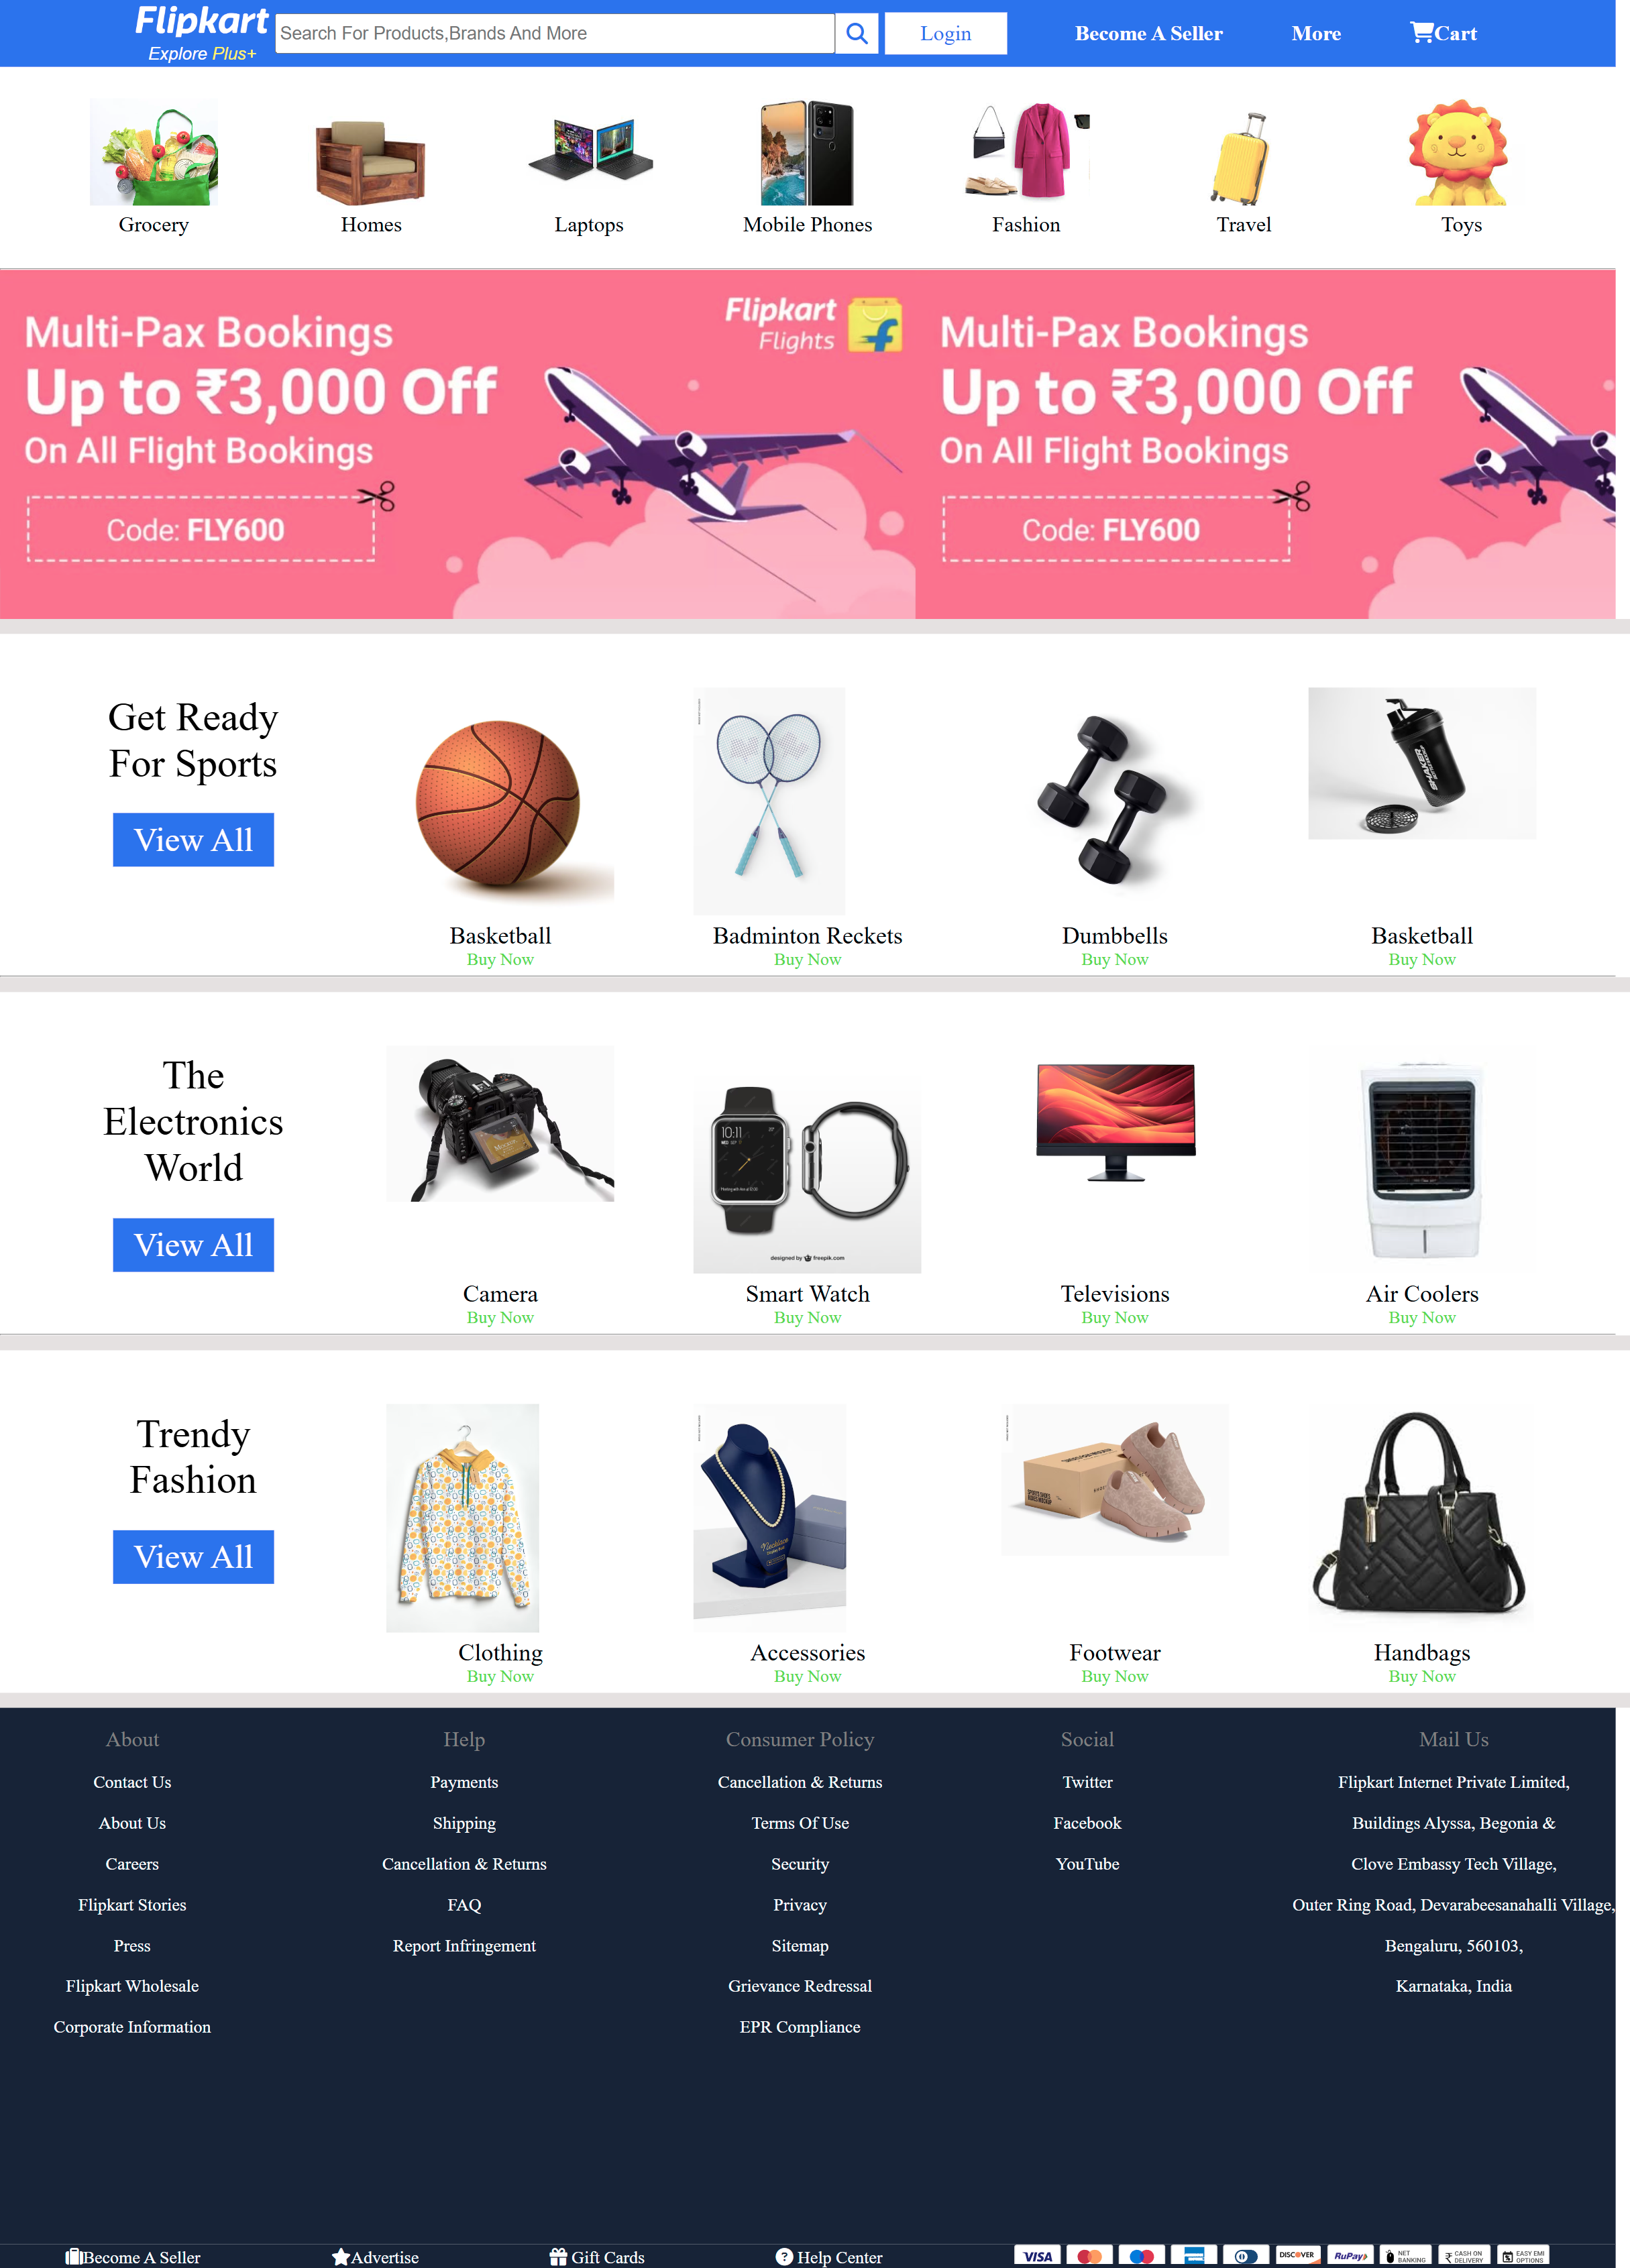 Flipkart
Explore Plus+
Search For Products,Brands And More
Login
Become A Seller
More
Cart
Grocery
Homes
Laptops
Mobile Phones
Fashion
Travel
Toys
Multi-Pax Bookings
Up to ₹3,000 Off
On All Flight Bookings
Code: FLY600
Flipkart
Flights
Multi-Pax Bookings
Up to ₹3,000 Off
On All Flight Bookings
Code: FLY600
Get Ready
For Sports
View All
SHAKER
Basketball
Buy Now
Badminton Reckets
Buy Now
Dumbbells
Buy Now
Basketball
Buy Now
The
Electronics
World
View All
10:11
designed by freepik.com
Camera
Buy Now
Smart Watch
Buy Now
Televisions
Buy Now
Air Coolers
Buy Now
Trendy
Fashion
View All
Clothing
Buy Now
Accessories
Buy Now
Footwear
Buy Now
Handbags
Buy Now
About
Contact Us
About Us
Careers
Flipkart Stories
Press
Flipkart Wholesale
Corporate Information
Help
Payments
Shipping
Cancellation & Returns
FAQ
Report Infringement
Consumer Policy
Cancellation & Returns
Terms Of Use
Security
Privacy
Sitemap
Grievance Redressal
EPR Compliance
Social
Twitter
Facebook
YouTube
Mail Us
Flipkart Internet Private Limited,
Buildings Alyssa, Begonia &
Clove Embassy Tech Village,
Outer Ring Road, Devarabeesanahalli Village,
Bengaluru, 560103,
Karnataka, India
Become A Seller
Advertise
Gift Cards
Help Center
VISA
DISCOVER
RuPay
NET BANKING
CASH ON DELIVERY
EASY EMI OPTIONS